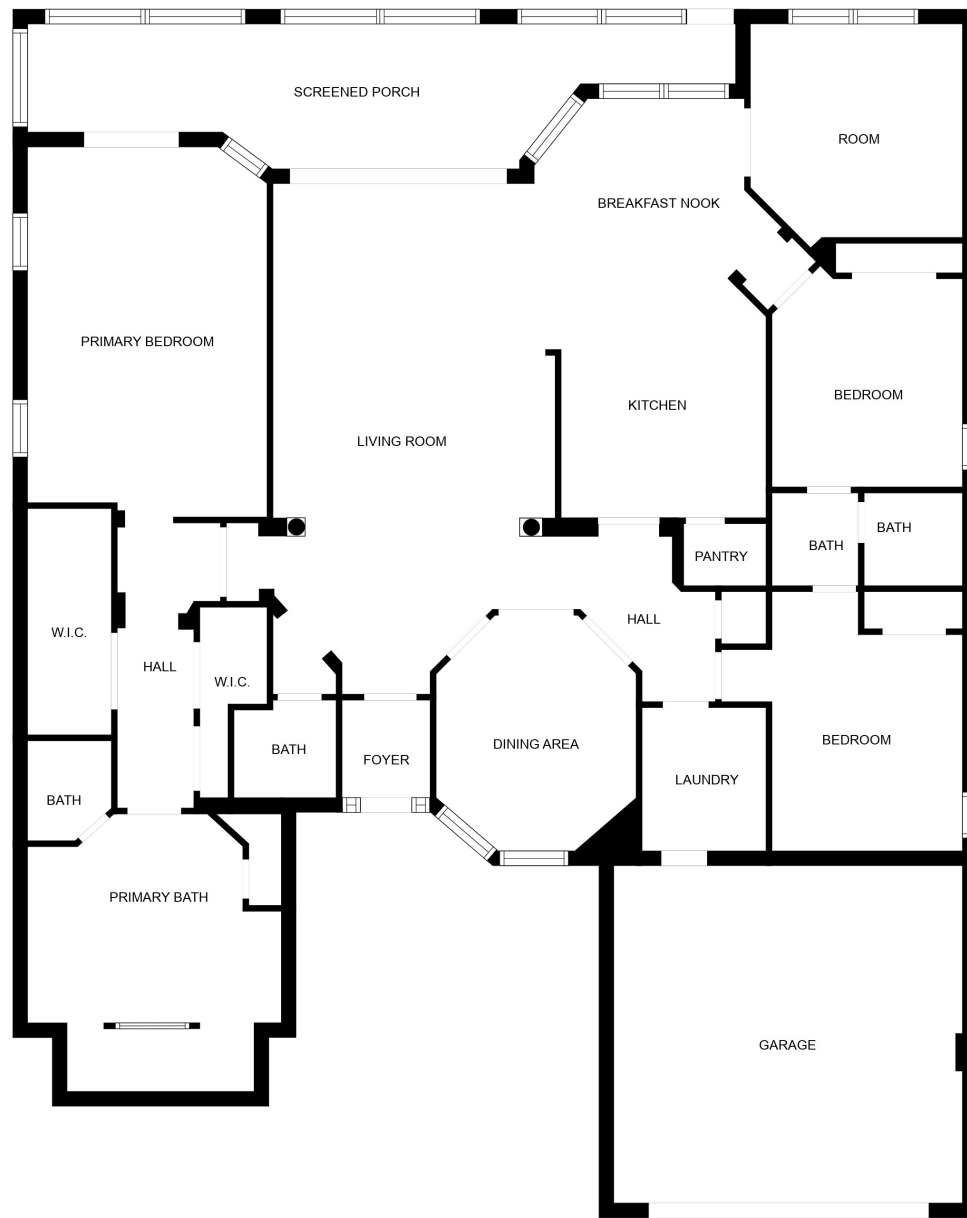 SCREENED PORCH
ROOM
BREAKFAST NOOK
PRIMARY BEDROOM
BEDROOM
KITCHEN
LIVING ROOM
BATH
BATH
PANTRY
HALL
W.I.C.
HALL
W.I.C.
BEDROOM
DINING AREA
BATH
FOYER
LAUNDRY
BATH
PRIMARY BATH
GARAGE